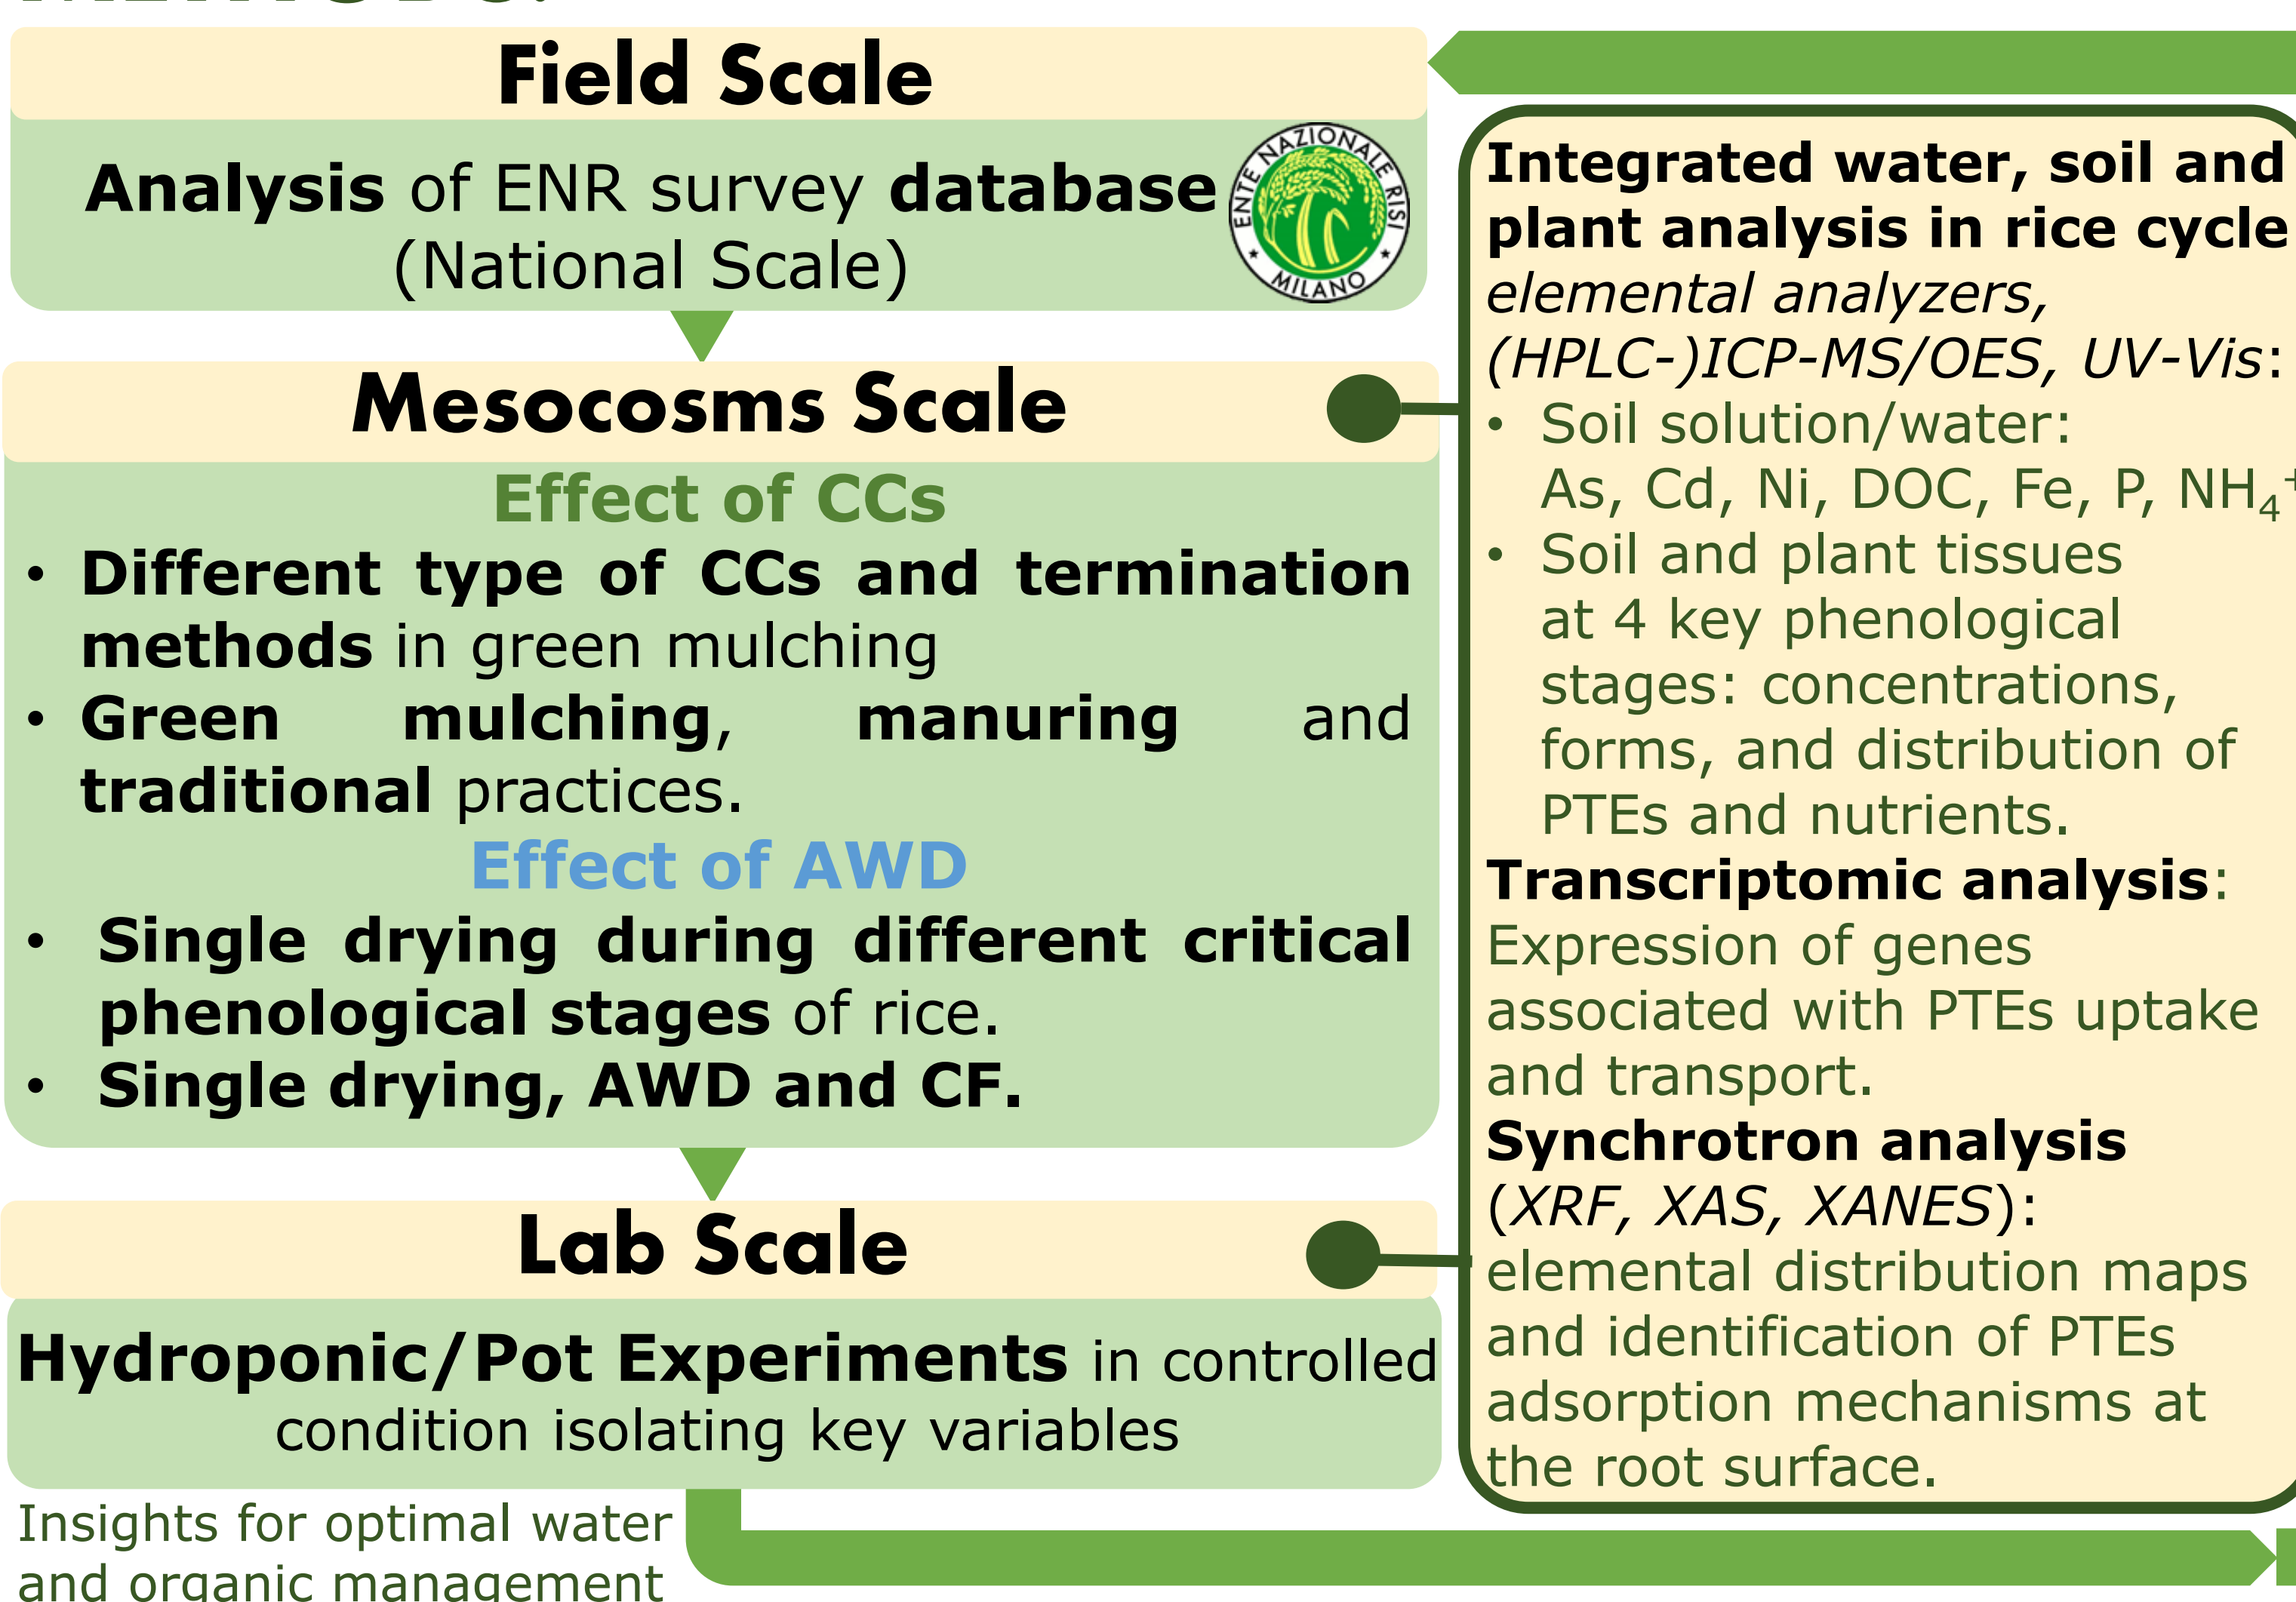 METHODS:
Field Scale
Analysis of ENR survey database
(National Scale)
ENTE NAZIONALE RISI
* MILANO *
Mesocosms Scale
Effect of CCs
• Different type of CCs and termination
methods in green mulching
• Green mulching, manuring and
traditional practices.
Effect of AWD
• Single drying during different critical
phenological stages of rice.
• Single drying, AWD and CF.
Lab Scale
Hydroponic/Pot Experiments in controlled
condition isolating key variables
Insights for optimal water
and organic management
Integrated water, soil and
plant analysis in rice cycle
elemental analyzers,
(HPLC-)ICP-MS/OES, UV-Vis:
• Soil solution/water:
As, Cd, Ni, DOC, Fe, P, NH₄⁺
• Soil and plant tissues
at 4 key phenological
stages: concentrations,
forms, and distribution of
PTEs and nutrients.
Transcriptomic analysis:
Expression of genes
associated with PTEs uptake
and transport.
Synchrotron analysis
(XRF, XAS, XANES):
elemental distribution maps
and identification of PTEs
adsorption mechanisms at
the root surface.